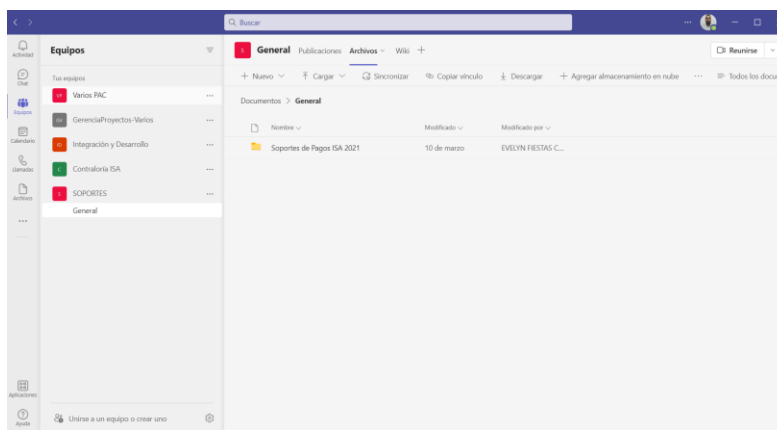 Buscar
Actividad
Chat
Equipos
Calendario
Llamadas
Archivos
Aplicaciones
Ayuda
Equipos
Tus equipos
VP Varios PAC
GV GerenciaProyectos-Varios
ID Integración y Desarrollo
C Contraloría ISA
S SOPORTES
General
Unirse a un equipo o crear uno
S General Publicaciones Archivos Wiki
Reunirse
Nuevo Cargar Sincronizar Copiar vínculo Descargar Agregar almacenamiento en nube Todos los docu
Documentos > General
Nombre Modificado Modificado por
Soportes de Pagos ISA 2021 10 de marzo EVELYN FIESTAS C...